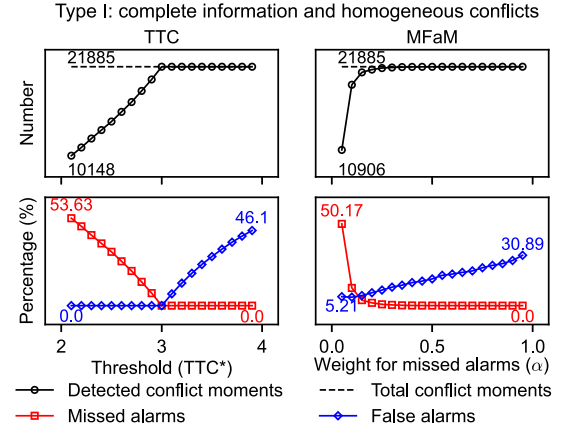 Type I: complete information and homogeneous conflicts
TTC
MFaM
Number
21885
10148
21885
10906
Percentage (%)
53.63
46.1
0.0
0.0
50.17
30.89
5.21
0.0
2
3
4
0.0
0.5
1.0
Threshold (TTC*)
Weight for missed alarms (α)
Detected conflict moments
Total conflict moments
Missed alarms
False alarms